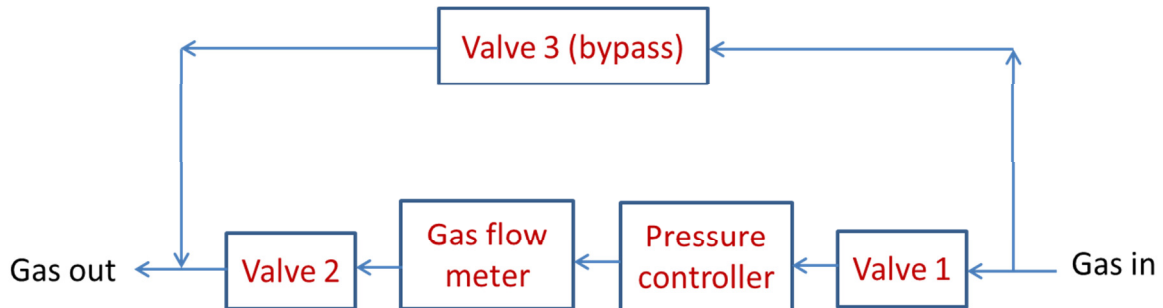 Valve 3 (bypass)
Gas out
Valve 2
Gas flow
meter
Pressure
controller
Valve 1
Gas in